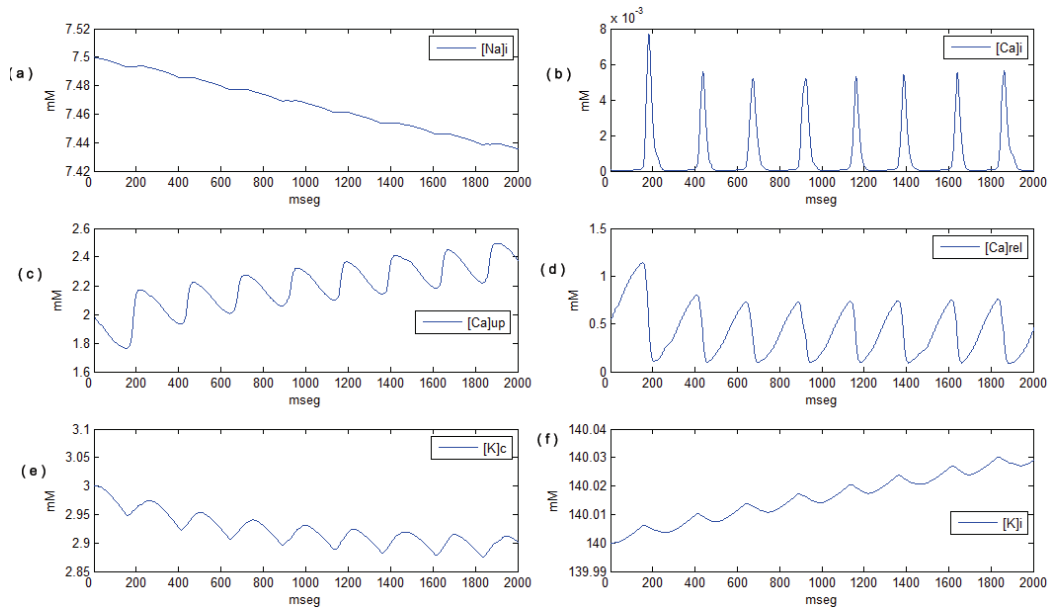 (a)
mM
7.52
7.5
7.48
7.46
7.44
7.42
[Na]i
0 200 400 600 800 1000 1200 1400 1600 1800 2000
mseg
(b)
mM
x 10⁻³
8
6
4
2
0
[Ca]i
0 200 400 600 800 1000 1200 1400 1600 1800 2000
mseg
(c)
mM
2.6
2.4
2.2
2
1.8
1.6
[Ca]up
0 200 400 600 800 1000 1200 1400 1600 1800 2000
mseg
(d)
mM
1.5
1
0.5
0
[Ca]rel
0 200 400 600 800 1000 1200 1400 1600 1800 2000
mseg
(e)
mM
3.1
3.05
3
2.95
2.9
2.85
[K]c
0 200 400 600 800 1000 1200 1400 1600 1800 2000
mseg
(f)
mM
140.04
140.03
140.02
140.01
140
139.99
[K]i
0 200 400 600 800 1000 1200 1400 1600 1800 2000
mseg